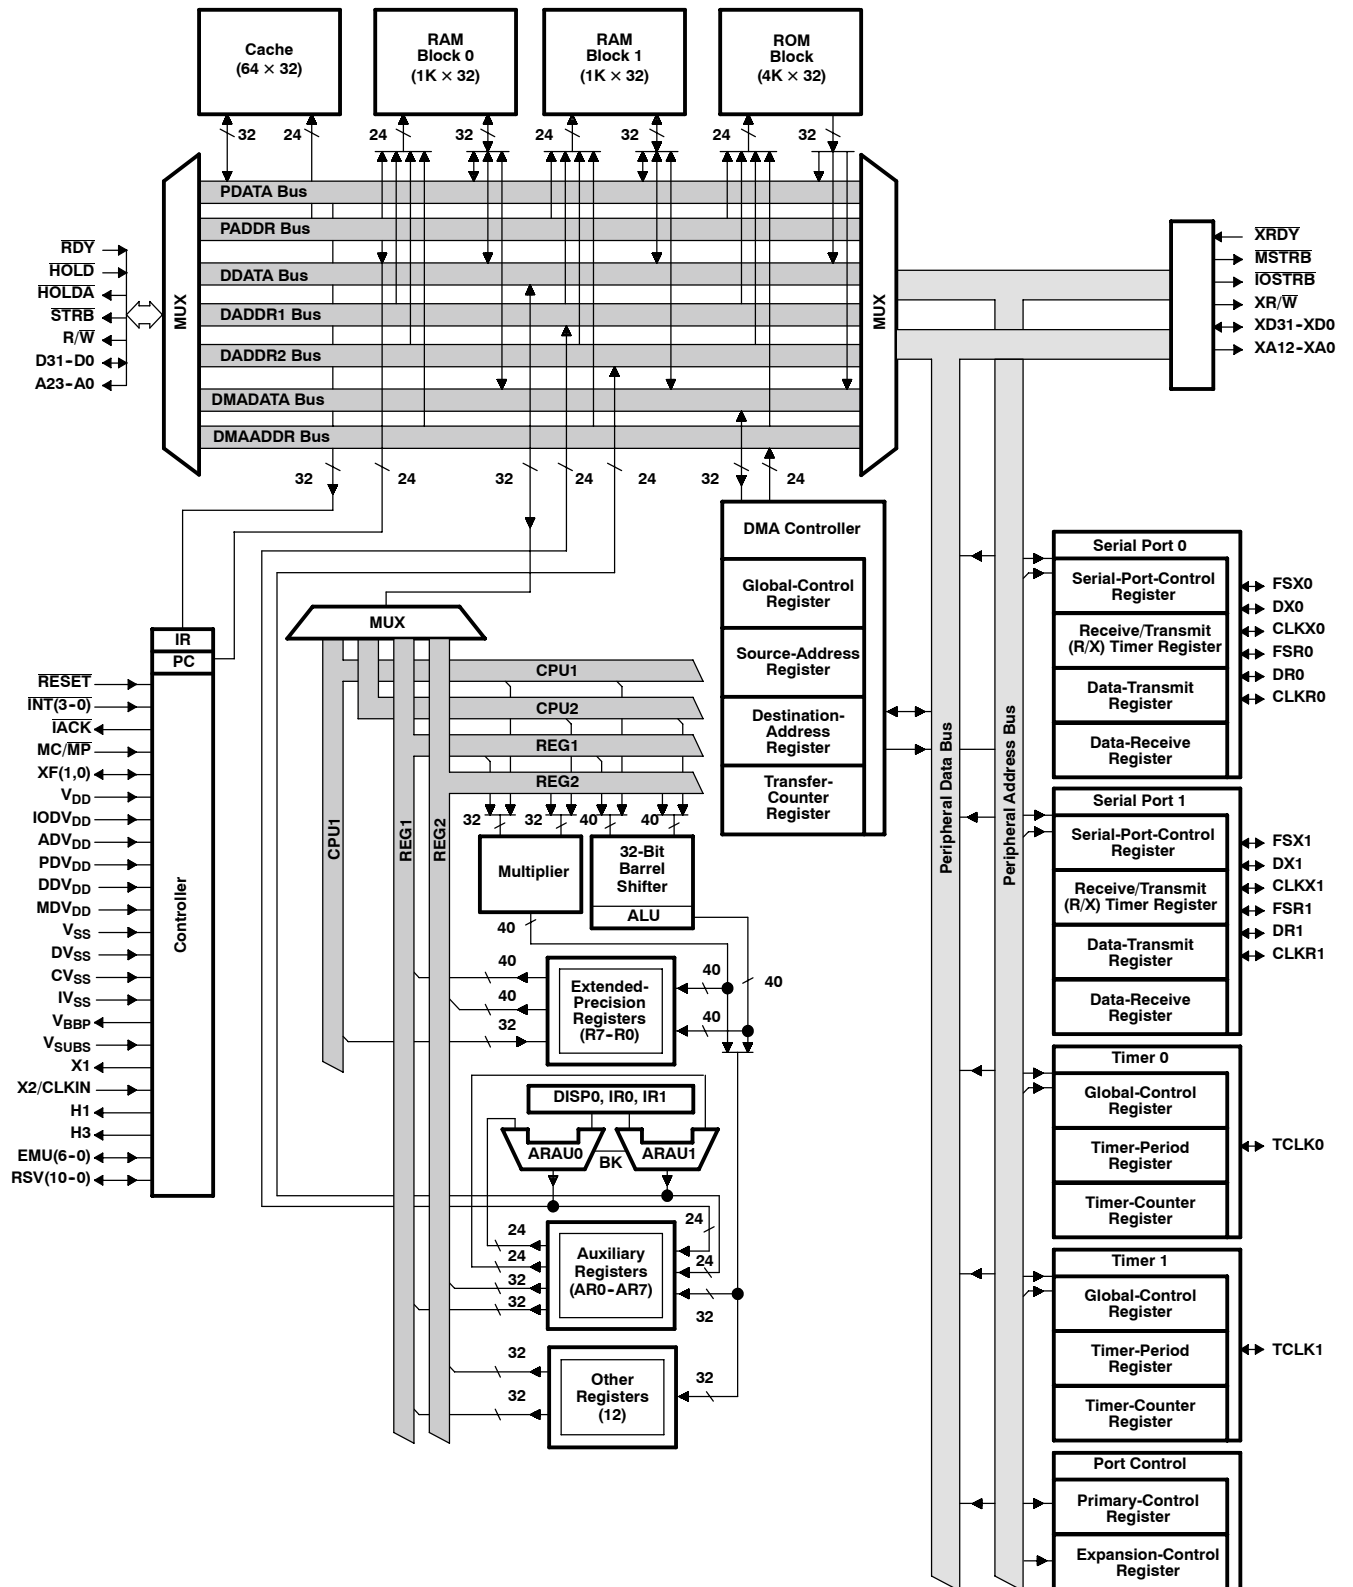 Cache
(64 × 32)
RAM
Block 0
(1K × 32)
RAM
Block 1
(1K × 32)
ROM
Block
(4K × 32)
32
24
24
32
24
32
24
32
MUX
PDATA Bus
PADDR Bus
DDATA Bus
DADDR1 Bus
DADDR2 Bus
DMADATA Bus
DMAADDR Bus
MUX
RDY
HOLD
HOLDA
STRB
R/W
D31-D0
A23-A0
XRDY
MSTRB
IOSTRB
XR/W
XD31-XD0
XA12-XA0
32
24
32
24
24
32
24
IR
PC
Controller
RESET
INT(3-0)
IACK
MC/MP
XF(1,0)
VDD
IODVDD
ADVDD
PDVDD
DDVDD
MDVDD
VSS
DVSS
CVSS
IVSS
VBBP
VSUBS
X1
X2/CLKIN
H1
H3
EMU(6-0)
RSV(10-0)
MUX
CPU1
CPU2
REG1
REG2
CPU1
REG1
REG2
32
32
40
40
Multiplier
32-Bit
Barrel
Shifter
ALU
40
40
40
40
32
Extended-
Precision
Registers
(R7-R0)
40
40
DISP0, IR0, IR1
ARAU0
BK
ARAU1
24
24
32
32
Auxiliary
Registers
(AR0-AR7)
24
24
32
32
32
Other
Registers
(12)
32
DMA Controller
Global-Control
Register
Source-Address
Register
Destination-
Address
Register
Transfer-
Counter
Register
Peripheral Data Bus
Peripheral Address Bus
Serial Port 0
Serial-Port-Control
Register
Receive/Transmit
(R/X) Timer Register
Data-Transmit
Register
Data-Receive
Register
FSX0
DX0
CLKX0
FSR0
DR0
CLKR0
Serial Port 1
Serial-Port-Control
Register
Receive/Transmit
(R/X) Timer Register
Data-Transmit
Register
Data-Receive
Register
FSX1
DX1
CLKX1
FSR1
DR1
CLKR1
Timer 0
Global-Control
Register
Timer-Period
Register
Timer-Counter
Register
TCLK0
Timer 1
Global-Control
Register
Timer-Period
Register
Timer-Counter
Register
TCLK1
Port Control
Primary-Control
Register
Expansion-Control
Register